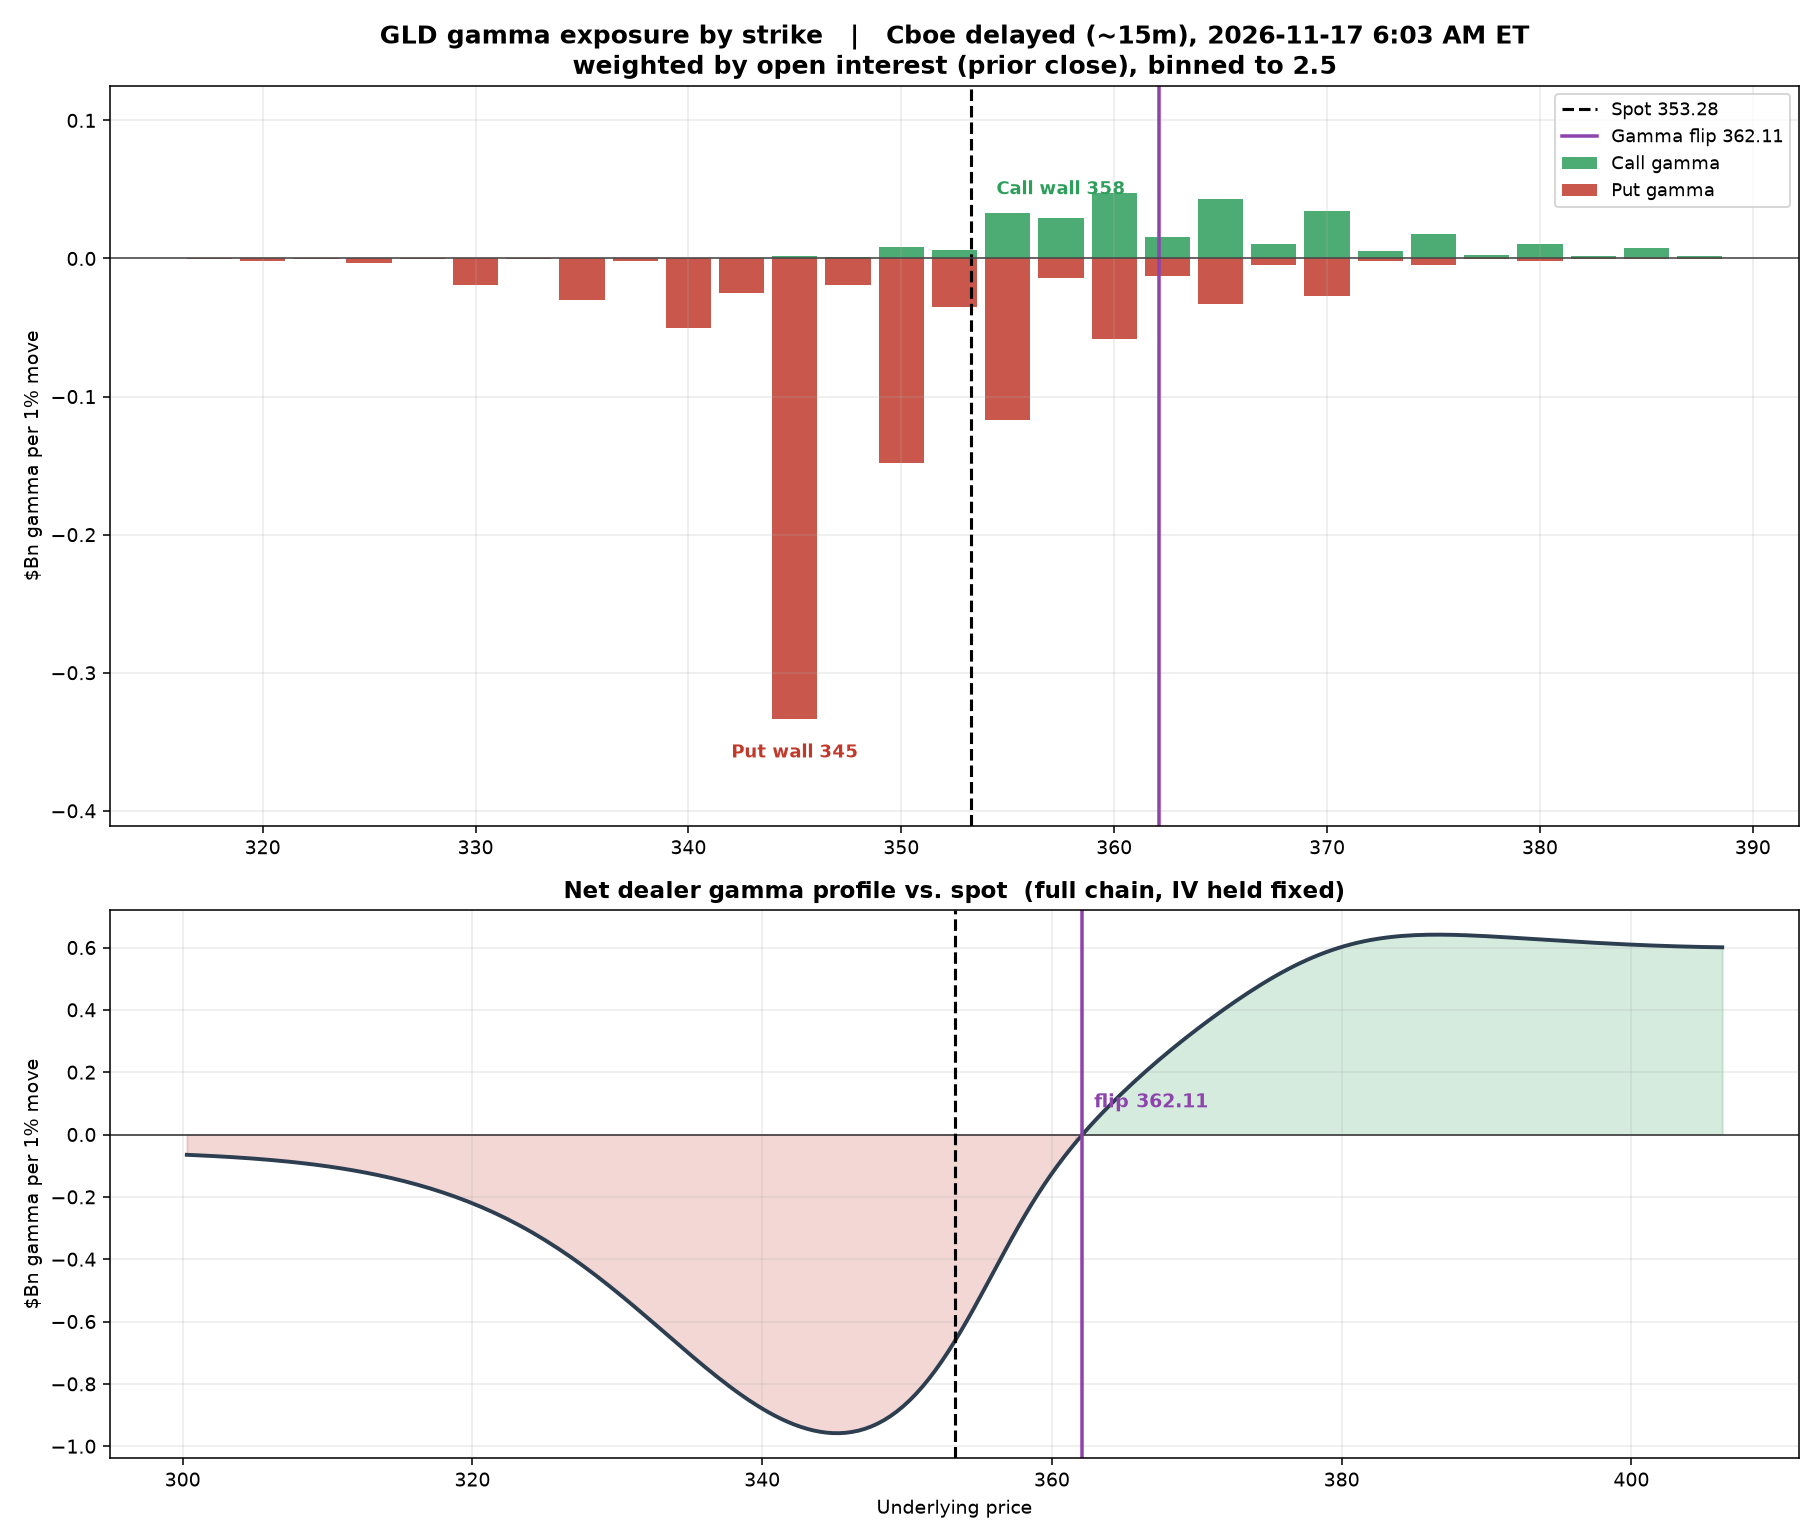 GLD gamma exposure by strike | Cboe delayed (~15m), 2026-11-17 6:03 AM ET
weighted by open interest (prior close), binned to 2.5
Spot 353.28
Gamma flip 362.11
Call gamma
Put gamma
Call wall 358
Put wall 345
$Bn gamma per 1% move
0.1
0.0
−0.1
−0.2
−0.3
−0.4
320 330 340 350 360 370 380 390
Net dealer gamma profile vs. spot (full chain, IV held fixed)
flip 362.11
$Bn gamma per 1% move
0.6
0.4
0.2
0.0
−0.2
−0.4
−0.6
−0.8
−1.0
300 320 340 360 380 400
Underlying price